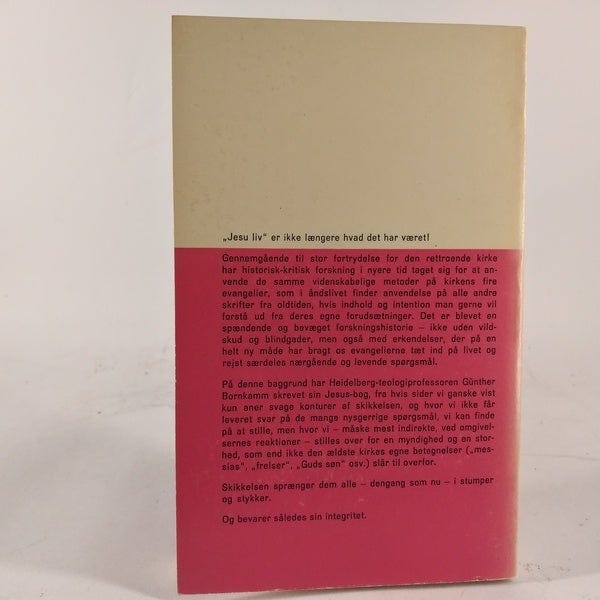 „Jesu liv“ er ikke længere hvad det har været!
Gennemgående til stor fortrydelse for den rettroende kirke
har historisk-kritisk forskning i nyere tid taget sig for at an-
vende de samme videnskabelige metoder på kirkens fire
evangelier, som i åndslivet finder anvendelse på alle andre
skrifter fra oldtiden, hvis indhold og intention man gerne vil
forstå ud fra deres egne forudsætninger. Det er blevet en
spændende og bevæget forskningshistorie – ikke uden vild-
skud og blindgader, men også med erkendelser, der på en
helt ny måde har bragt os evangelierne tæt ind på livet og
rejst særdeles nærgående og levende spørgsmål.
På denne baggrund har Heidelberg-teologiprofessoren Günther
Bornkamm skrevet sin Jesus-bog, fra hvis sider vi ganske vist
kun aner svage konturer af skikkelsen, og hvor vi ikke får
leveret svar på de mange nysgerrige spørgsmål, vi kan finde
på at stille, men hvor vi – måske mest indirekte, ved omgivel-
sernes reaktioner – stilles over for en myndighed og en stor-
hed, som end ikke den ældste kirkes egne betegnelser („mes-
sias“, „frelser“, „Guds søn“ osv.) slår til overfor.
Skikkelsen sprænger dem alle – dengang som nu – i stumper
og stykker.
Og bevarer således sin integritet.